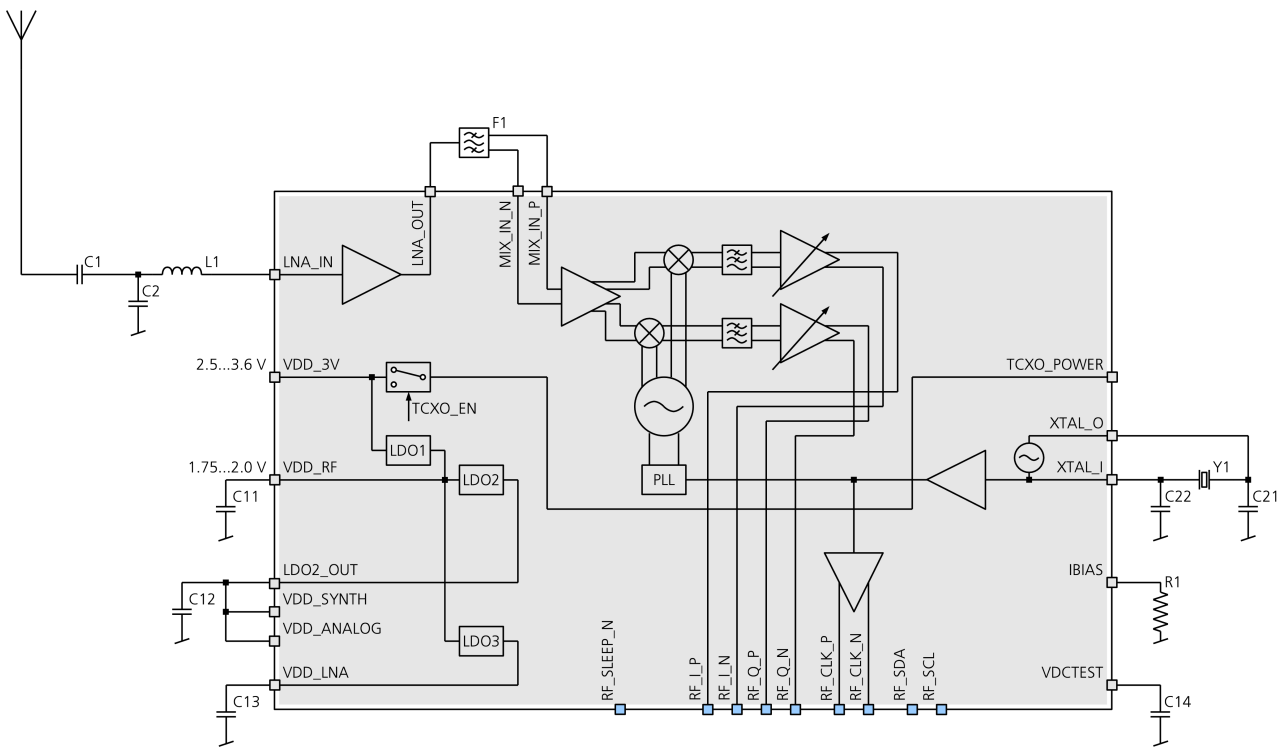 F1
C1
L1
C2
LNA_IN
LNA_OUT
MIX_IN_N
MIX_IN_P
2.5...3.6 V
VDD_3V
TCXO_EN
TCXO_POWER
LDO1
XTAL_O
1.75...2.0 V
VDD_RF
LDO2
PLL
XTAL_I
Y1
C11
C22
C21
LDO2_OUT
IBIAS
R1
C12
VDD_SYNTH
VDD_ANALOG
LDO3
VDD_LNA
VDCTEST
C13
C14
RF_SLEEP_N
RF_I_P
RF_I_N
RF_Q_P
RF_Q_N
RF_CLK_P
RF_CLK_N
RF_SDA
RF_SCL